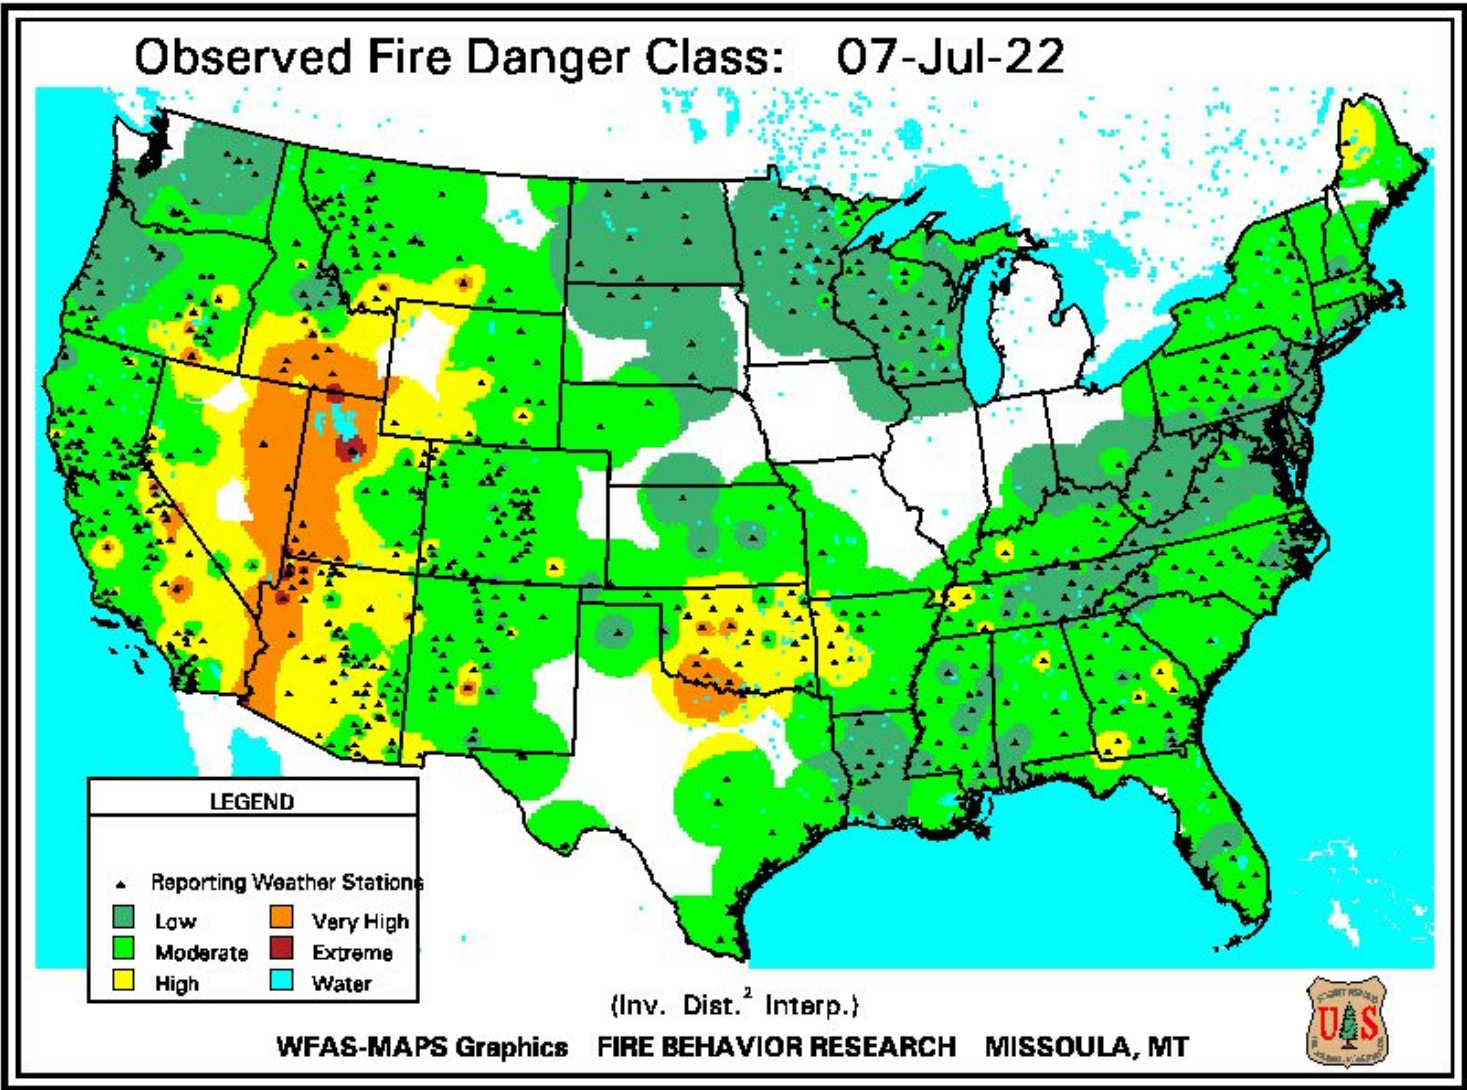 Observed Fire Danger Class: 07-Jul-22
LEGEND
Reporting Weather Stations
Low
Very High
Moderate
Extreme
High
Water
(Inv. Dist.² Interp.)
WFAS-MAPS Graphics FIRE BEHAVIOR RESEARCH MISSOULA, MT
US